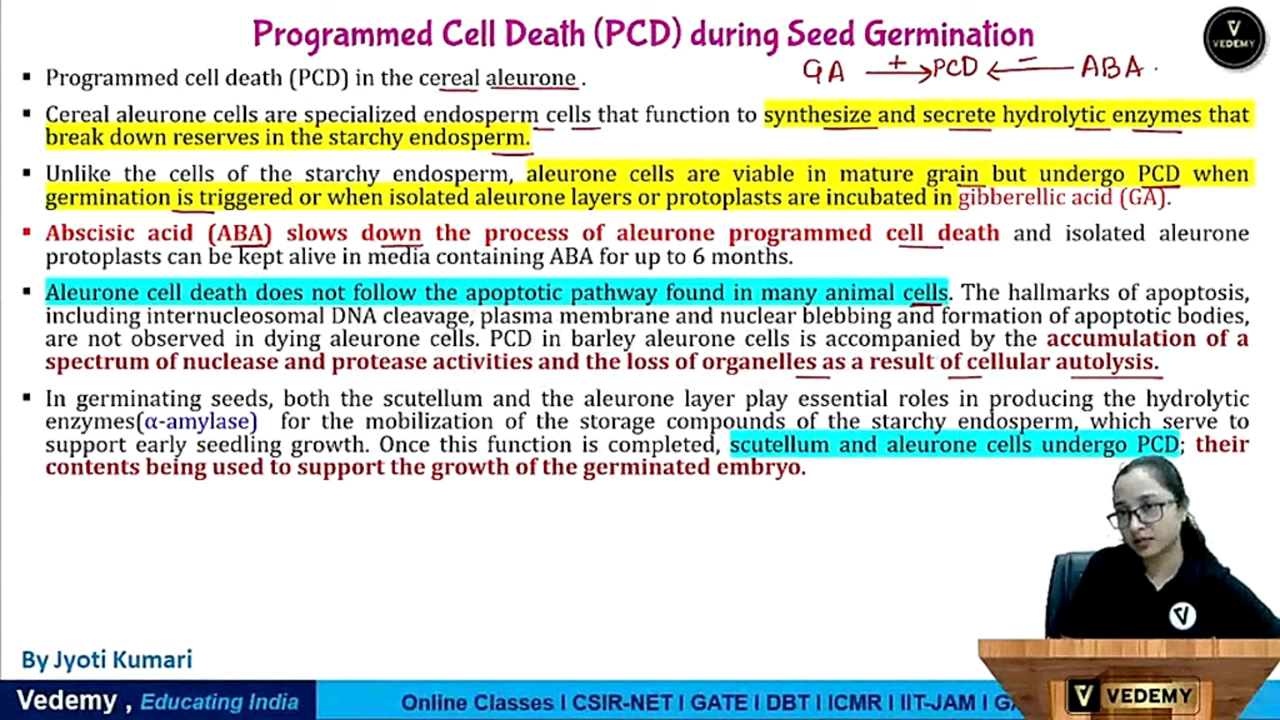 Programmed Cell Death (PCD) during Seed Germination
V
VEDEMY
GA + → PCD ← − ABA .
▪ Programmed cell death (PCD) in the cereal aleurone .
▪ Cereal aleurone cells are specialized endosperm cells that function to synthesize and secrete hydrolytic enzymes that
break down reserves in the starchy endosperm.
▪ Unlike the cells of the starchy endosperm, aleurone cells are viable in mature grain but undergo PCD when
germination is triggered or when isolated aleurone layers or protoplasts are incubated in gibberellic acid (GA).
▪ Abscisic acid (ABA) slows down the process of aleurone programmed cell death and isolated aleurone
protoplasts can be kept alive in media containing ABA for up to 6 months.
▪ Aleurone cell death does not follow the apoptotic pathway found in many animal cells. The hallmarks of apoptosis,
including internucleosomal DNA cleavage, plasma membrane and nuclear blebbing and formation of apoptotic bodies,
are not observed in dying aleurone cells. PCD in barley aleurone cells is accompanied by the accumulation of a
spectrum of nuclease and protease activities and the loss of organelles as a result of cellular autolysis.
▪ In germinating seeds, both the scutellum and the aleurone layer play essential roles in producing the hydrolytic
enzymes(α-amylase) for the mobilization of the storage compounds of the starchy endosperm, which serve to
support early seedling growth. Once this function is completed, scutellum and aleurone cells undergo PCD; their
contents being used to support the growth of the germinated embryo.
V
By Jyoti Kumari
Vedemy , Educating India
Online Classes I CSIR-NET I GATE I DBT I ICMR I IIT-JAM I
V VEDEMY